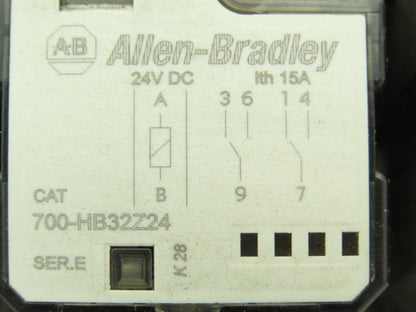 A-B Allen-Bradley
24V DC Ith 15A
A 3 6 1 4
B 9 7
CAT
700-HB32Z24
SER.E
K 28